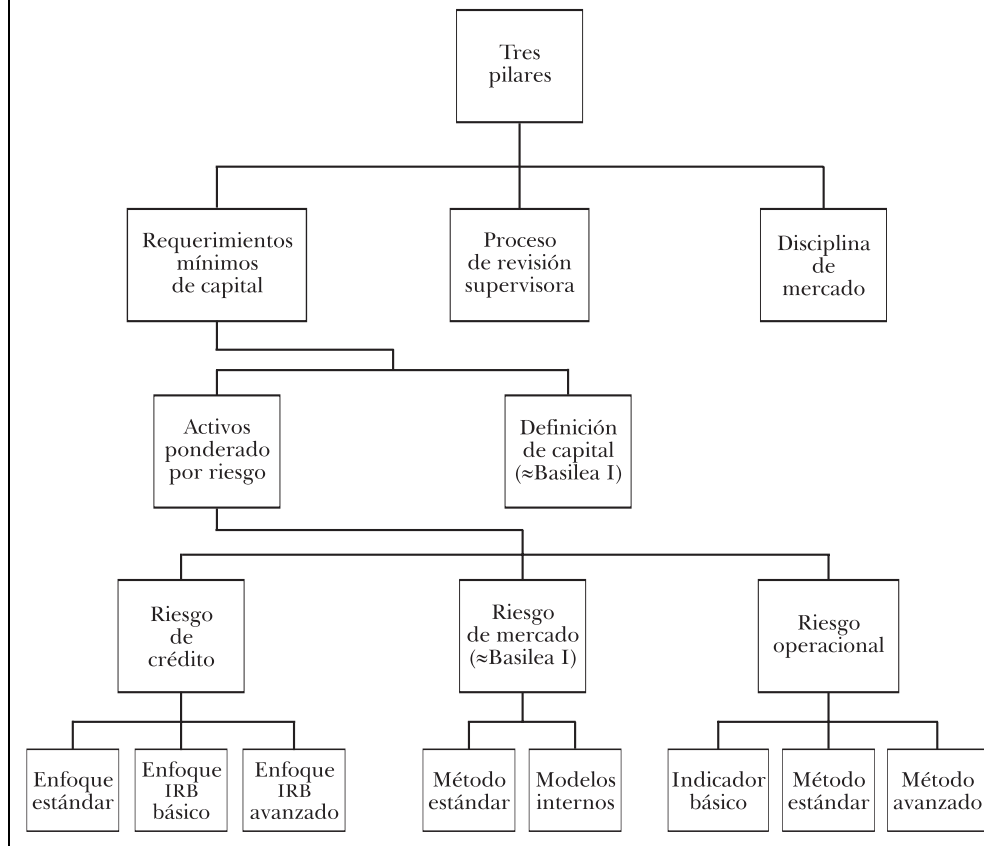 Tres
pilares
Requerimientos
mínimos
de capital
Proceso
de revisión
supervisora
Disciplina
de
mercado
Activos
ponderado
por riesgo
Definición
de capital
(≈Basilea I)
Riesgo
de
crédito
Riesgo
de mercado
(≈Basilea I)
Riesgo
operacional
Enfoque
estándar
Enfoque
IRB
básico
Enfoque
IRB
avanzado
Método
estándar
Modelos
internos
Indicador
básico
Método
estándar
Método
avanzado